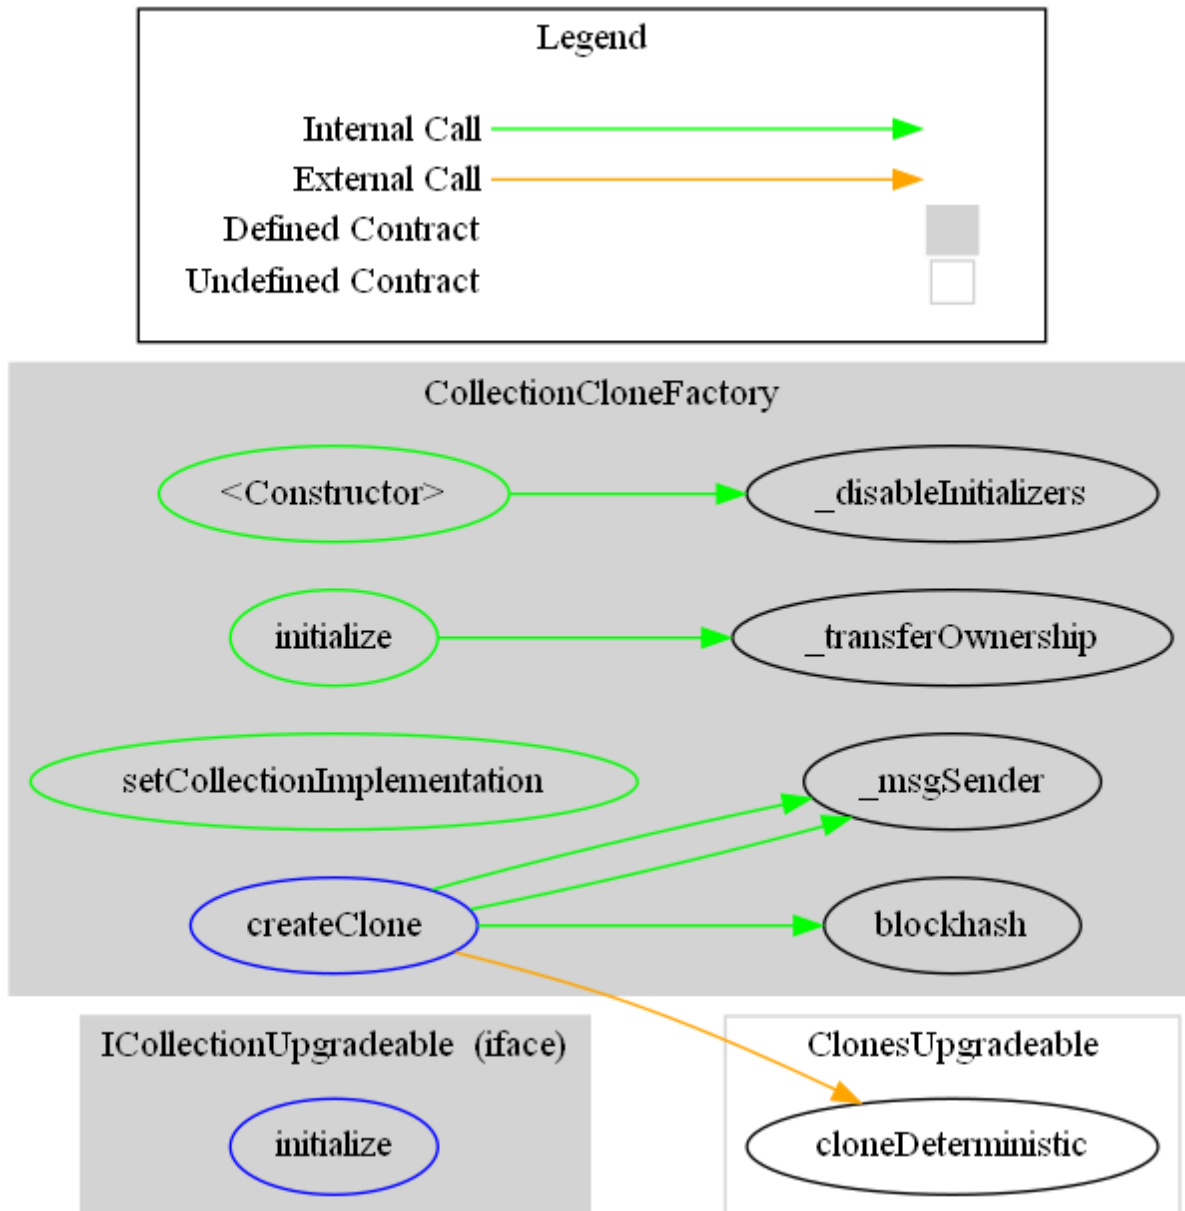 Legend
Internal Call
External Call
Defined Contract
Undefined Contract
CollectionCloneFactory
<Constructor>
_disableInitializers
initialize
_transferOwnership
setCollectionImplementation
_msgSender
createClone
blockhash
ICollectionUpgradeable (iface)
ClonesUpgradeable
initialize
cloneDeterministic